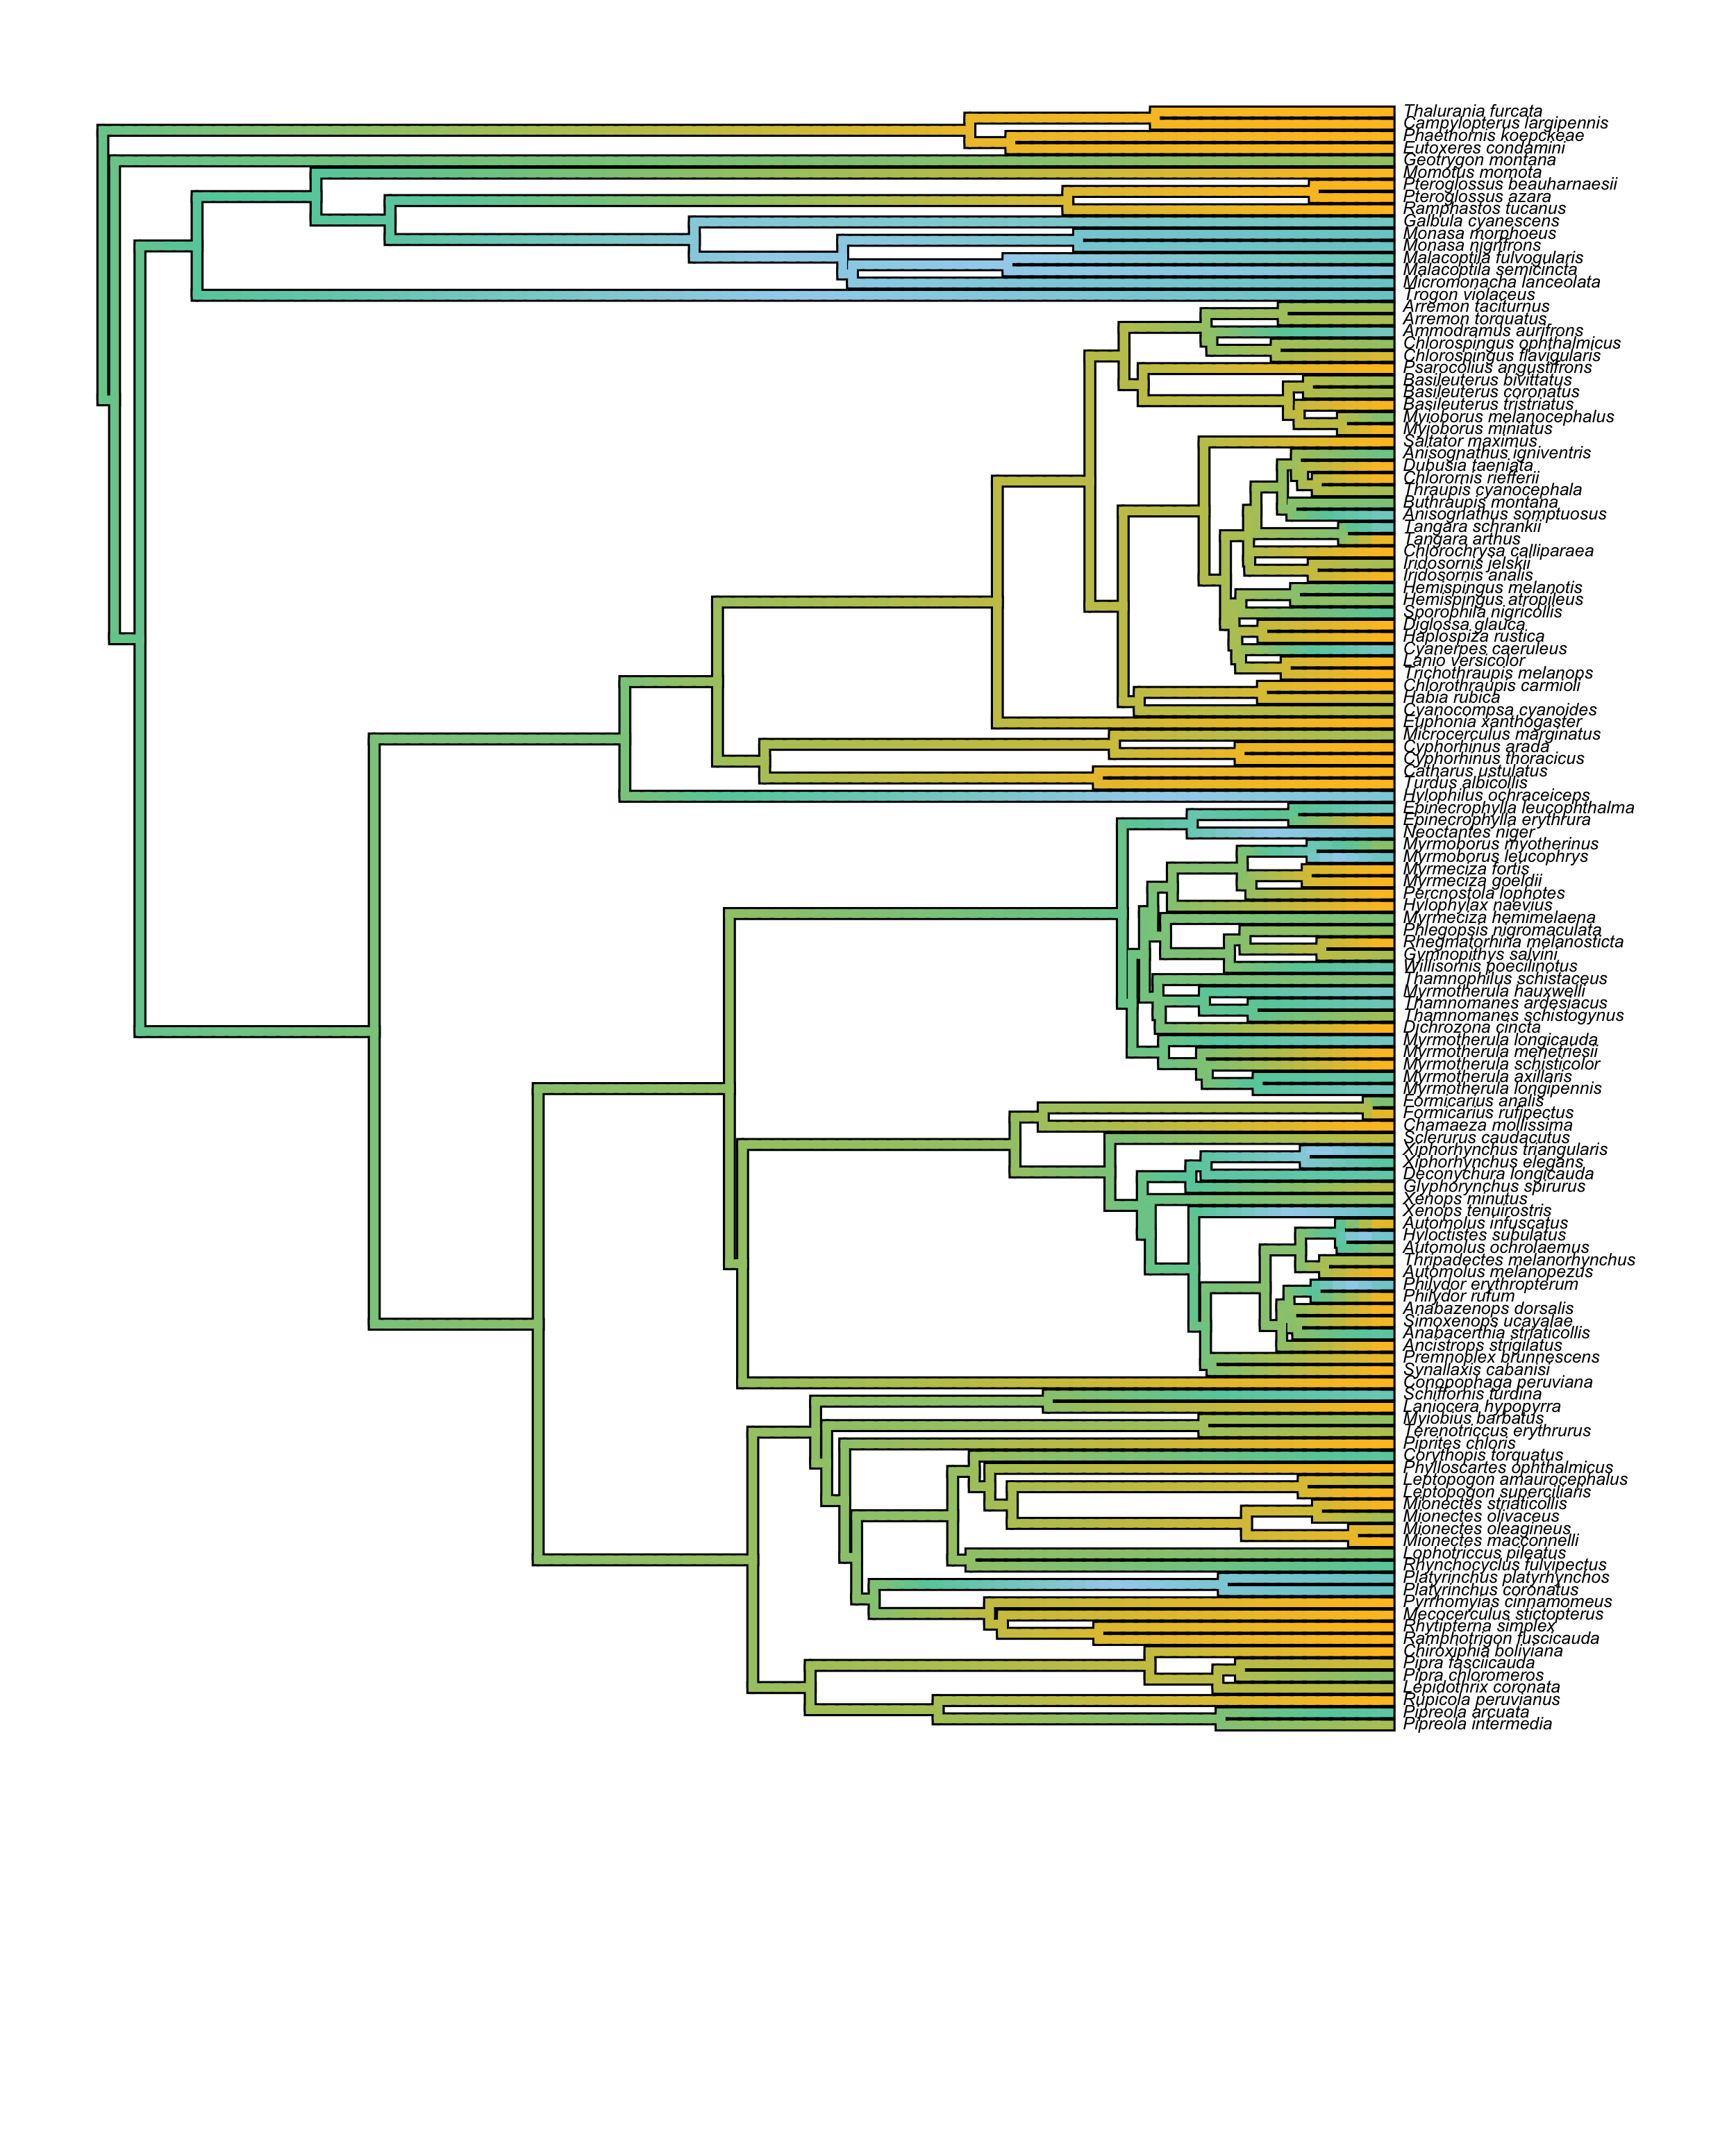 Thalurania furcata
Campylopterus largipennis
Phaethornis koepckeae
Eutoxeres condamini
Geotrygon montana
Momotus momota
Pteroglossus beauharnaesii
Pteroglossus azara
Ramphastos tucanus
Galbula cyanescens
Monasa morphoeus
Monasa nigrifrons
Malacoptila fulvogularis
Malacoptila semicincta
Micromonacha lanceolata
Trogon violaceus
Arremon taciturnus
Arremon torquatus
Ammodramus aurifrons
Chlorospingus ophthalmicus
Chlorospingus flavigularis
Psarocolius angustifrons
Basileuterus bivittatus
Basileuterus coronatus
Basileuterus tristriatus
Myioborus melanocephalus
Myioborus miniatus
Saltator maximus
Anisognathus igniventris
Dubusia taeniata
Chlorornis riefferii
Thraupis cyanocephala
Buthraupis montana
Anisognathus somptuosus
Tangara schrankii
Tangara arthus
Chlorochrysa calliparaea
Iridosornis jelskii
Iridosornis analis
Hemispingus melanotis
Hemispingus atropileus
Sporophila nigricollis
Diglossa glauca
Haplospiza rustica
Cyanerpes caeruleus
Lanio versicolor
Trichothraupis melanops
Chlorothraupis carmioli
Habia rubica
Cyanocompsa cyanoides
Euphonia xanthogaster
Microcerculus marginatus
Cyphorhinus arada
Cyphorhinus thoracicus
Catharus ustulatus
Turdus albicollis
Hylophilus ochraceiceps
Epinecrophylla leucophthalma
Epinecrophylla erythrura
Neoctantes niger
Myrmoborus myotherinus
Myrmoborus leucophrys
Myrmeciza fortis
Myrmeciza goeldii
Percnostola lophotes
Hylophylax naevius
Myrmeciza hemimelaena
Phlegopsis nigromaculata
Rhegmatorhina melanosticta
Gymnopithys salvini
Willisornis poecilinotus
Thamnophilus schistaceus
Myrmotherula hauxwelli
Thamnomanes ardesiacus
Thamnomanes schistogynus
Dichrozona cincta
Myrmotherula longicauda
Myrmotherula menetriesii
Myrmotherula schisticolor
Myrmotherula axillaris
Myrmotherula longipennis
Formicarius analis
Formicarius rufipectus
Chamaeza mollissima
Sclerurus caudacutus
Xiphorhynchus triangularis
Xiphorhynchus elegans
Deconychura longicauda
Glyphorynchus spirurus
Xenops minutus
Xenops tenuirostris
Automolus infuscatus
Hyloctistes subulatus
Automolus ochrolaemus
Thripadectes melanorhynchus
Automolus melanopezus
Philydor erythropterum
Philydor rufum
Anabazenops dorsalis
Simoxenops ucayalae
Anabacerthia striaticollis
Ancistrops strigilatus
Premnoplex brunnescens
Synallaxis cabanisi
Conopophaga peruviana
Schiffornis turdina
Laniocera hypopyrra
Myiobius barbatus
Terenotriccus erythrurus
Piprites chloris
Corythopis torquatus
Phylloscartes ophthalmicus
Leptopogon amaurocephalus
Leptopogon superciliaris
Mionectes striaticollis
Mionectes olivaceus
Mionectes oleagineus
Mionectes macconnelli
Lophotriccus pileatus
Rhynchocyclus fulvipectus
Platyrinchus platyrhynchos
Platyrinchus coronatus
Pyrrhomyias cinnamomeus
Mecocerculus stictopterus
Rhytipterna simplex
Ramphotrigon fuscicauda
Chiroxiphia boliviana
Pipra fasciicauda
Pipra chloromeros
Lepidothrix coronata
Rupicola peruvianus
Pipreola arcuata
Pipreola intermedia